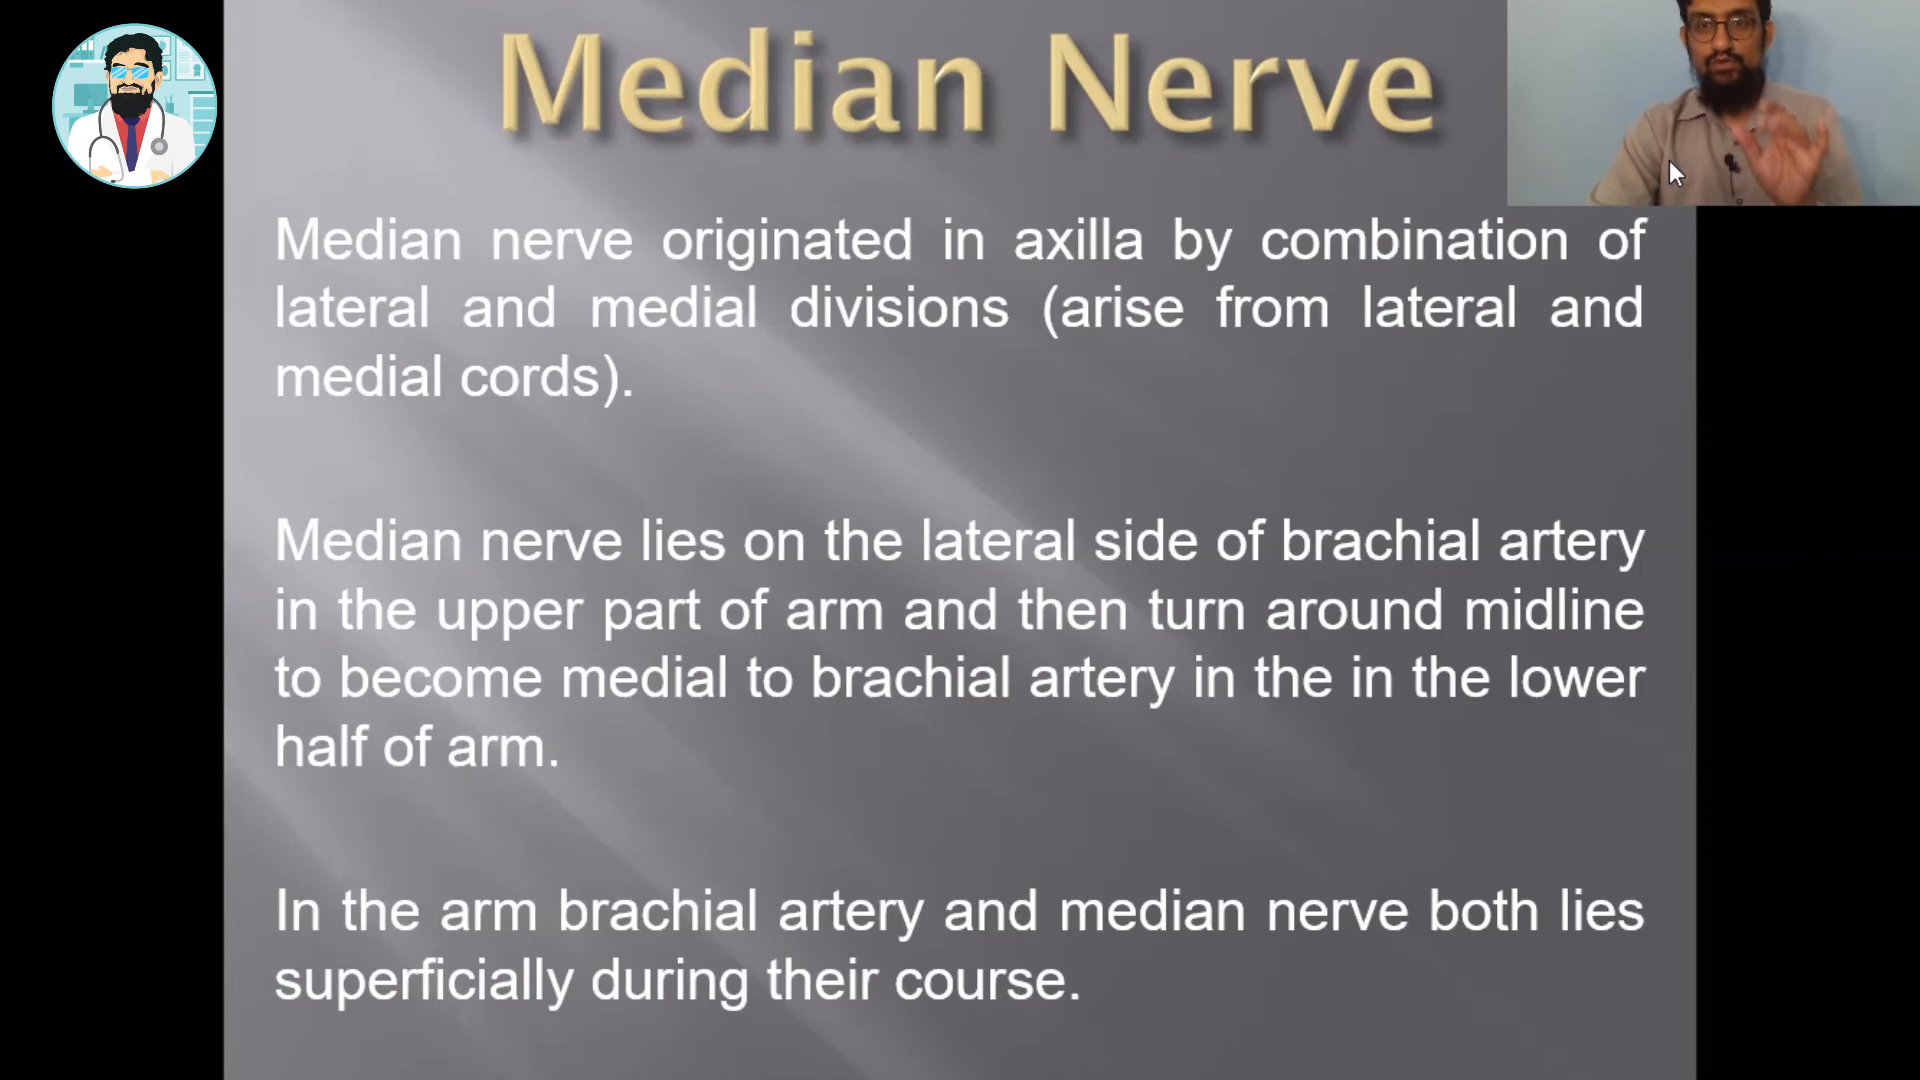 Median Nerve
Median nerve originated in axilla by combination of
lateral and medial divisions (arise from lateral and
medial cords).
Median nerve lies on the lateral side of brachial artery
in the upper part of arm and then turn around midline
to become medial to brachial artery in the in the lower
half of arm.
In the arm brachial artery and median nerve both lies
superficially during their course.